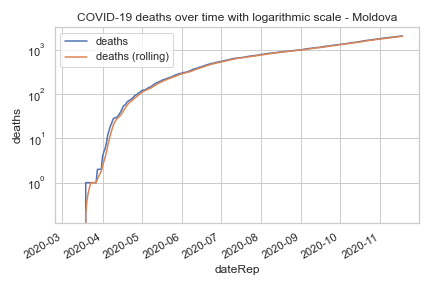 COVID-19 deaths over time with logarithmic scale - Moldova
deaths
deaths (rolling)
10³
10²
10¹
10⁰
deaths
2020-03
2020-04
2020-05
2020-06
2020-07
2020-08
2020-09
2020-10
2020-11
dateRep